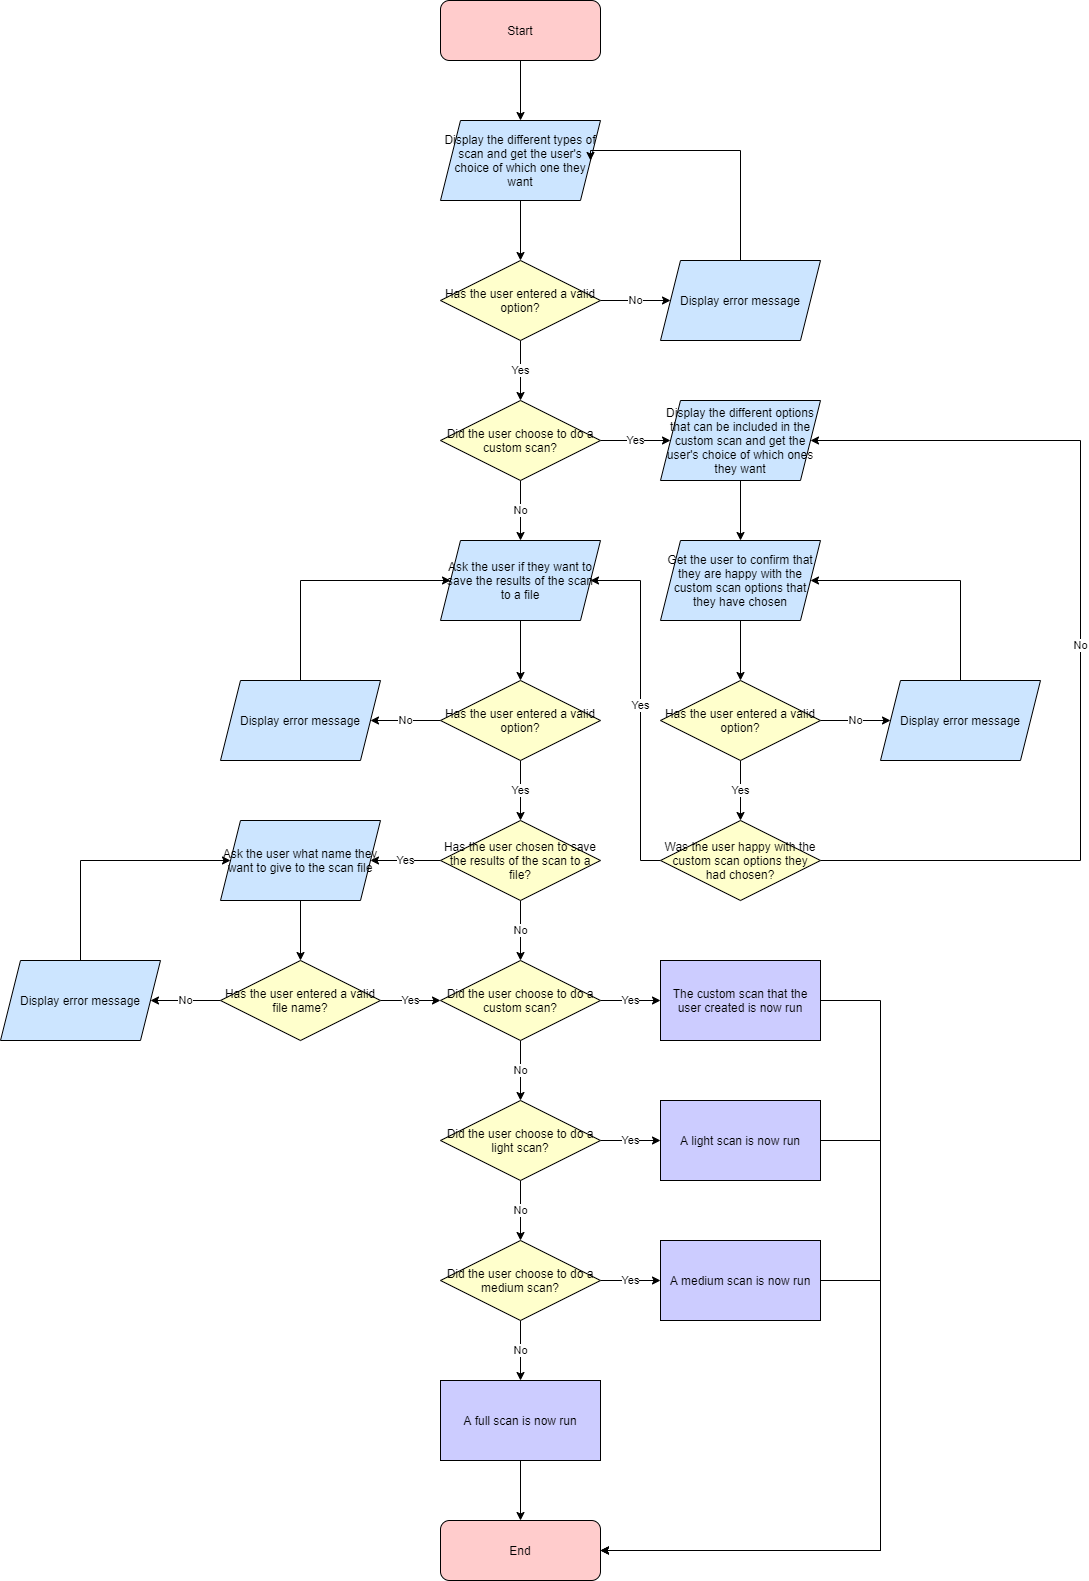 Start
Display the different types of
scan and get the user's
choice of which one they
want
Has the user entered a valid
option?
No
Display error message
Yes
Did the user choose to do a
custom scan?
Yes
Display the different options
that can be included in the
custom scan and get the
user's choice of which ones
they want
No
Ask the user if they want to
save the results of the scan
to a file
Get the user to confirm that
they are happy with the
custom scan options that
they have chosen
No
Yes
Display error message
No
Has the user entered a valid
option?
Has the user entered a valid
option?
No
Display error message
Yes
Yes
Ask the user what name they
want to give to the scan file
Yes
Has the user chosen to save
the results of the scan to a
file?
Was the user happy with the
custom scan options they
had chosen?
No
Display error message
No
Has the user entered a valid
file name?
Yes
Did the user choose to do a
custom scan?
Yes
The custom scan that the
user created is now run
No
Did the user choose to do a
light scan?
Yes
A light scan is now run
No
Did the user choose to do a
medium scan?
Yes
A medium scan is now run
No
A full scan is now run
End